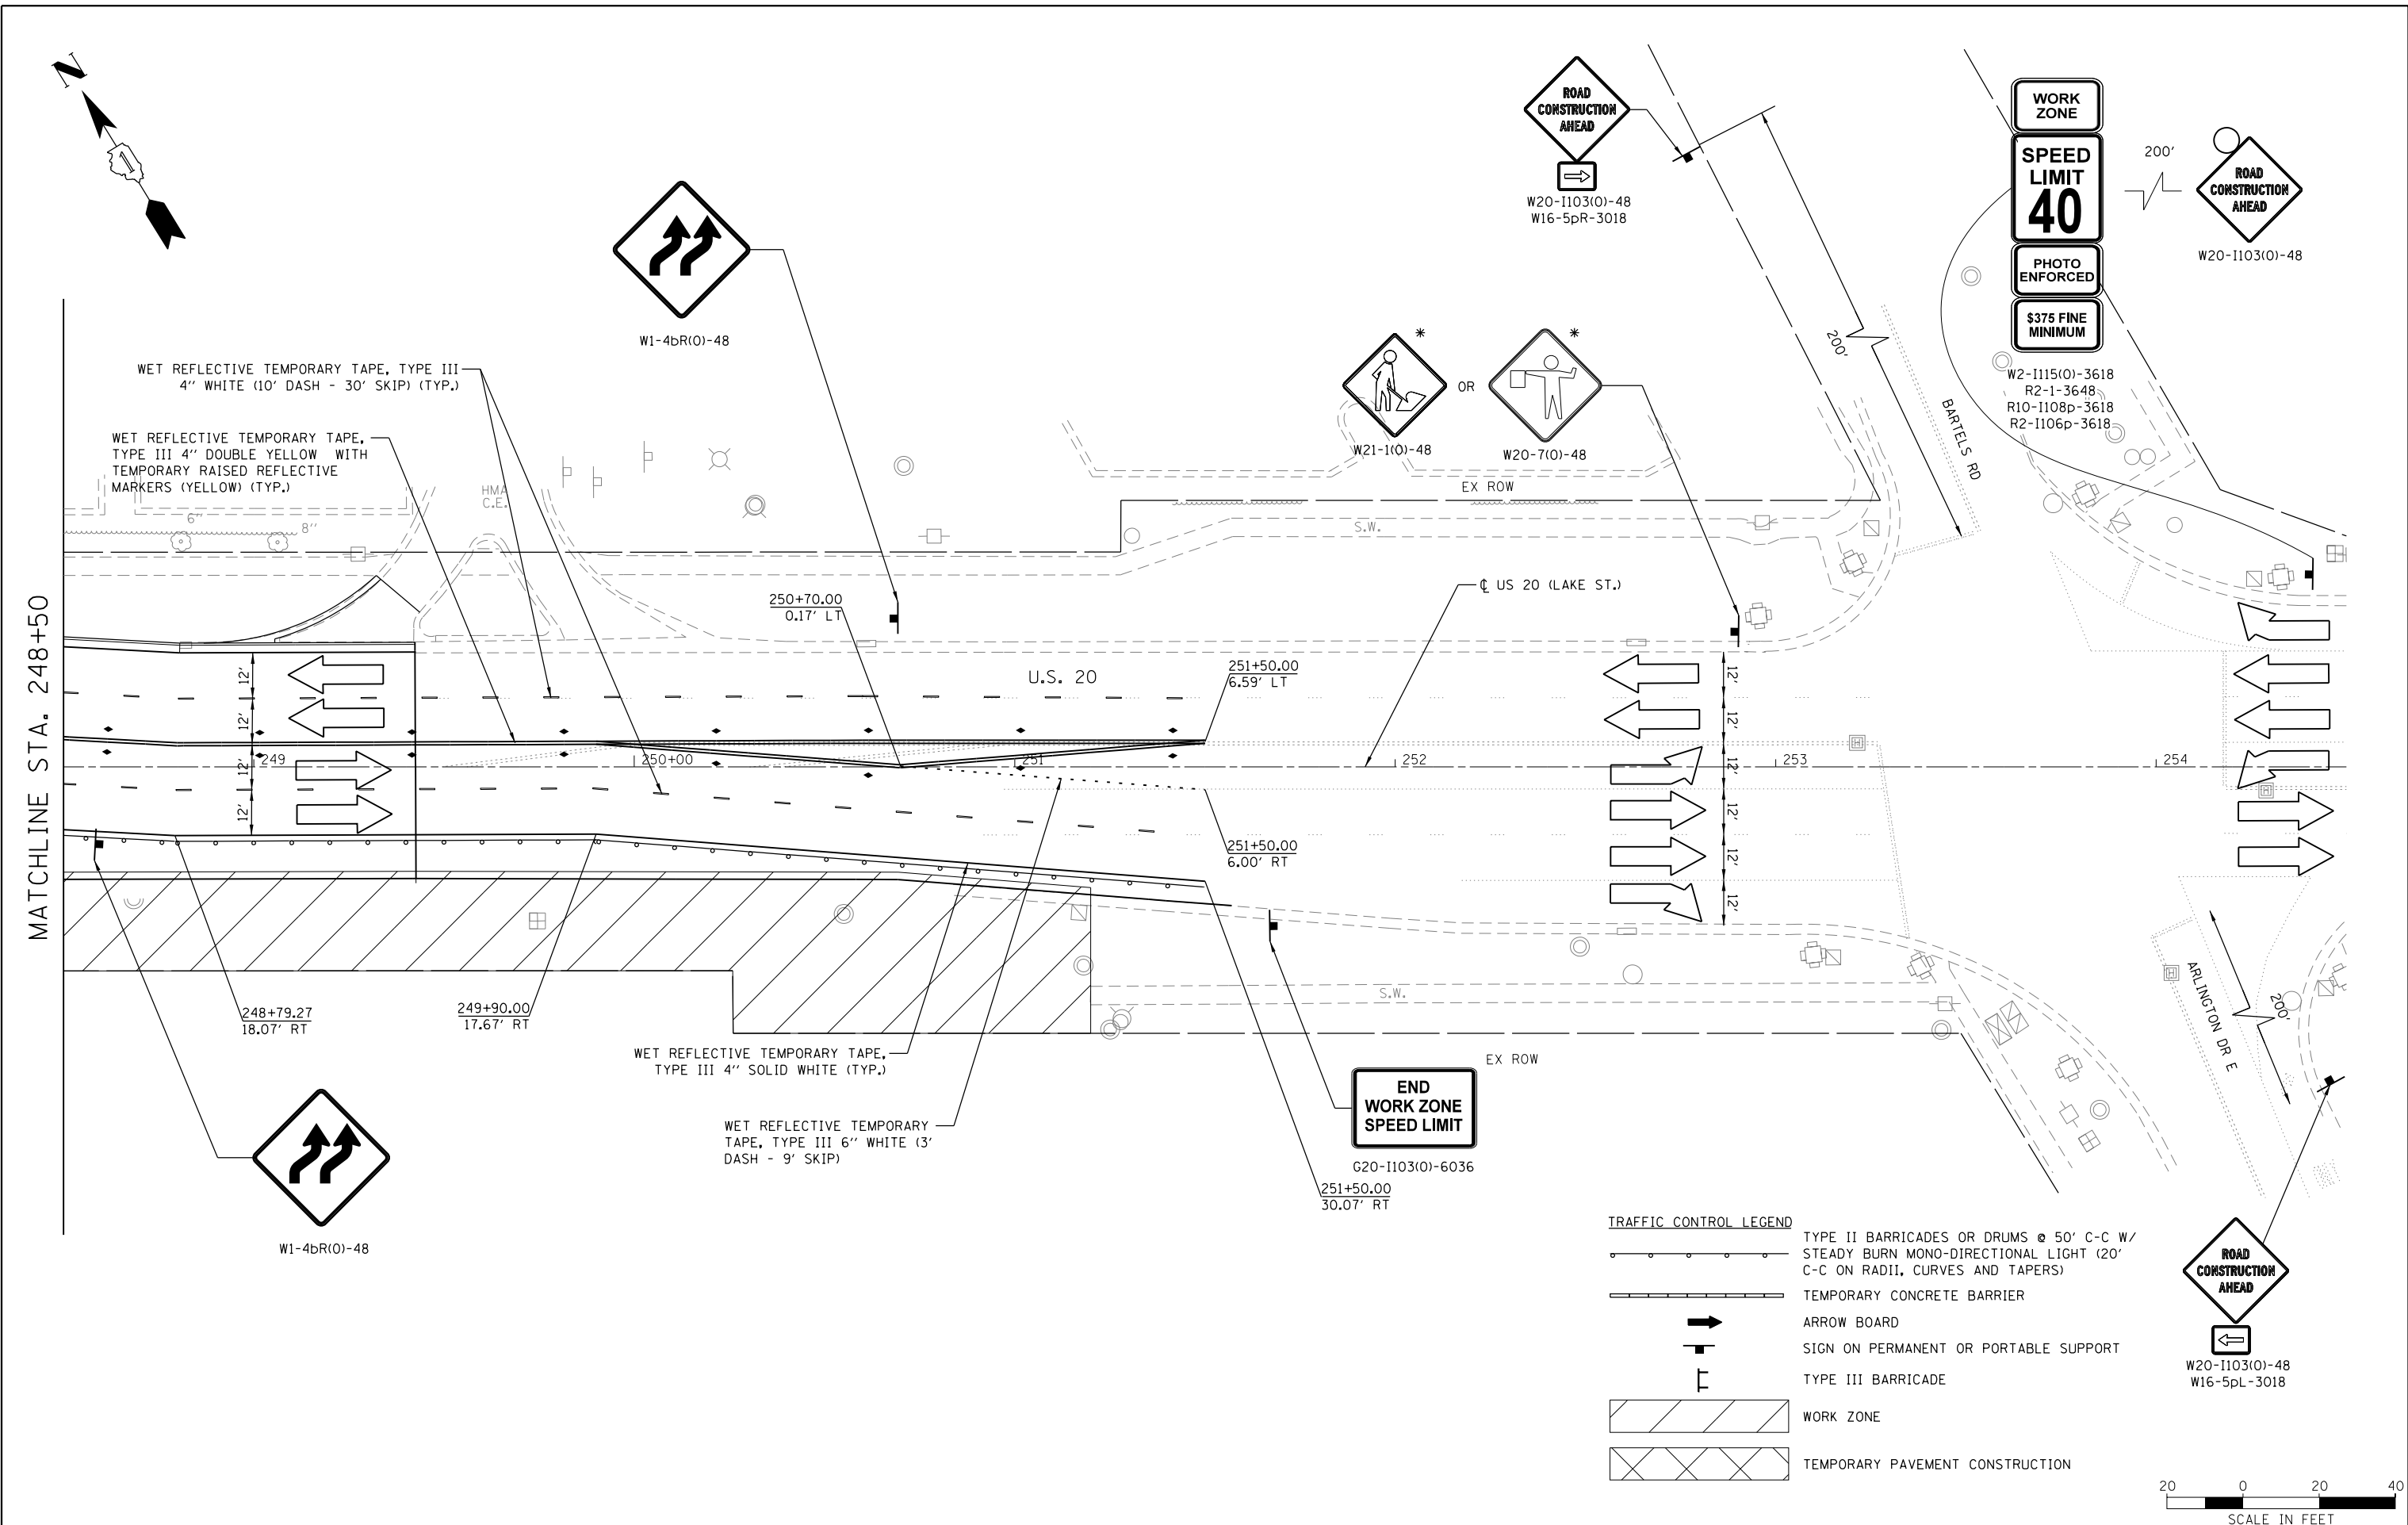 N
ROAD
CONSTRUCTION
AHEAD
W20-I103(O)-48
W16-5pR-3018
WORK
ZONE
SPEED
LIMIT
40
PHOTO
ENFORCED
$375 FINE
MINIMUM
W2-I115(O)-3618
R2-1-3648
R10-I108p-3618
R2-I106p-3618
200'
ROAD
CONSTRUCTION
AHEAD
W20-I103(O)-48
W1-4bR(O)-48
WET REFLECTIVE TEMPORARY TAPE, TYPE III
4'' WHITE (10' DASH - 30' SKIP) (TYP.)
WET REFLECTIVE TEMPORARY TAPE,
TYPE III 4'' DOUBLE YELLOW WITH
TEMPORARY RAISED REFLECTIVE
MARKERS (YELLOW) (TYP.)
*
OR
*
W21-1(O)-48
W20-7(O)-48
200'
BARTELS RD
HMA
C.E.
6''
8''
EX ROW
S.W.
℄ US 20 (LAKE ST.)
250+70.00
0.17' LT
U.S. 20
251+50.00
6.59' LT
MATCHLINE STA. 248+50
12'
12'
12'
12'
249
250+00
251
252
253
254
12'
12'
12'
12'
12'
12'
251+50.00
6.00' RT
248+79.27
18.07' RT
249+90.00
17.67' RT
WET REFLECTIVE TEMPORARY TAPE,
TYPE III 4'' SOLID WHITE (TYP.)
WET REFLECTIVE TEMPORARY
TAPE, TYPE III 6'' WHITE (3'
DASH - 9' SKIP)
S.W.
EX ROW
END
WORK ZONE
SPEED LIMIT
G20-I103(O)-6036
251+50.00
30.07' RT
ARLINGTON DR E
200'
H
H
H
W1-4bR(O)-48
TRAFFIC CONTROL LEGEND
TYPE II BARRICADES OR DRUMS @ 50' C-C W/
STEADY BURN MONO-DIRECTIONAL LIGHT (20'
C-C ON RADII, CURVES AND TAPERS)
TEMPORARY CONCRETE BARRIER
ARROW BOARD
SIGN ON PERMANENT OR PORTABLE SUPPORT
TYPE III BARRICADE
WORK ZONE
TEMPORARY PAVEMENT CONSTRUCTION
ROAD
CONSTRUCTION
AHEAD
W20-I103(O)-48
W16-5pL-3018
20 0 20 40
SCALE IN FEET